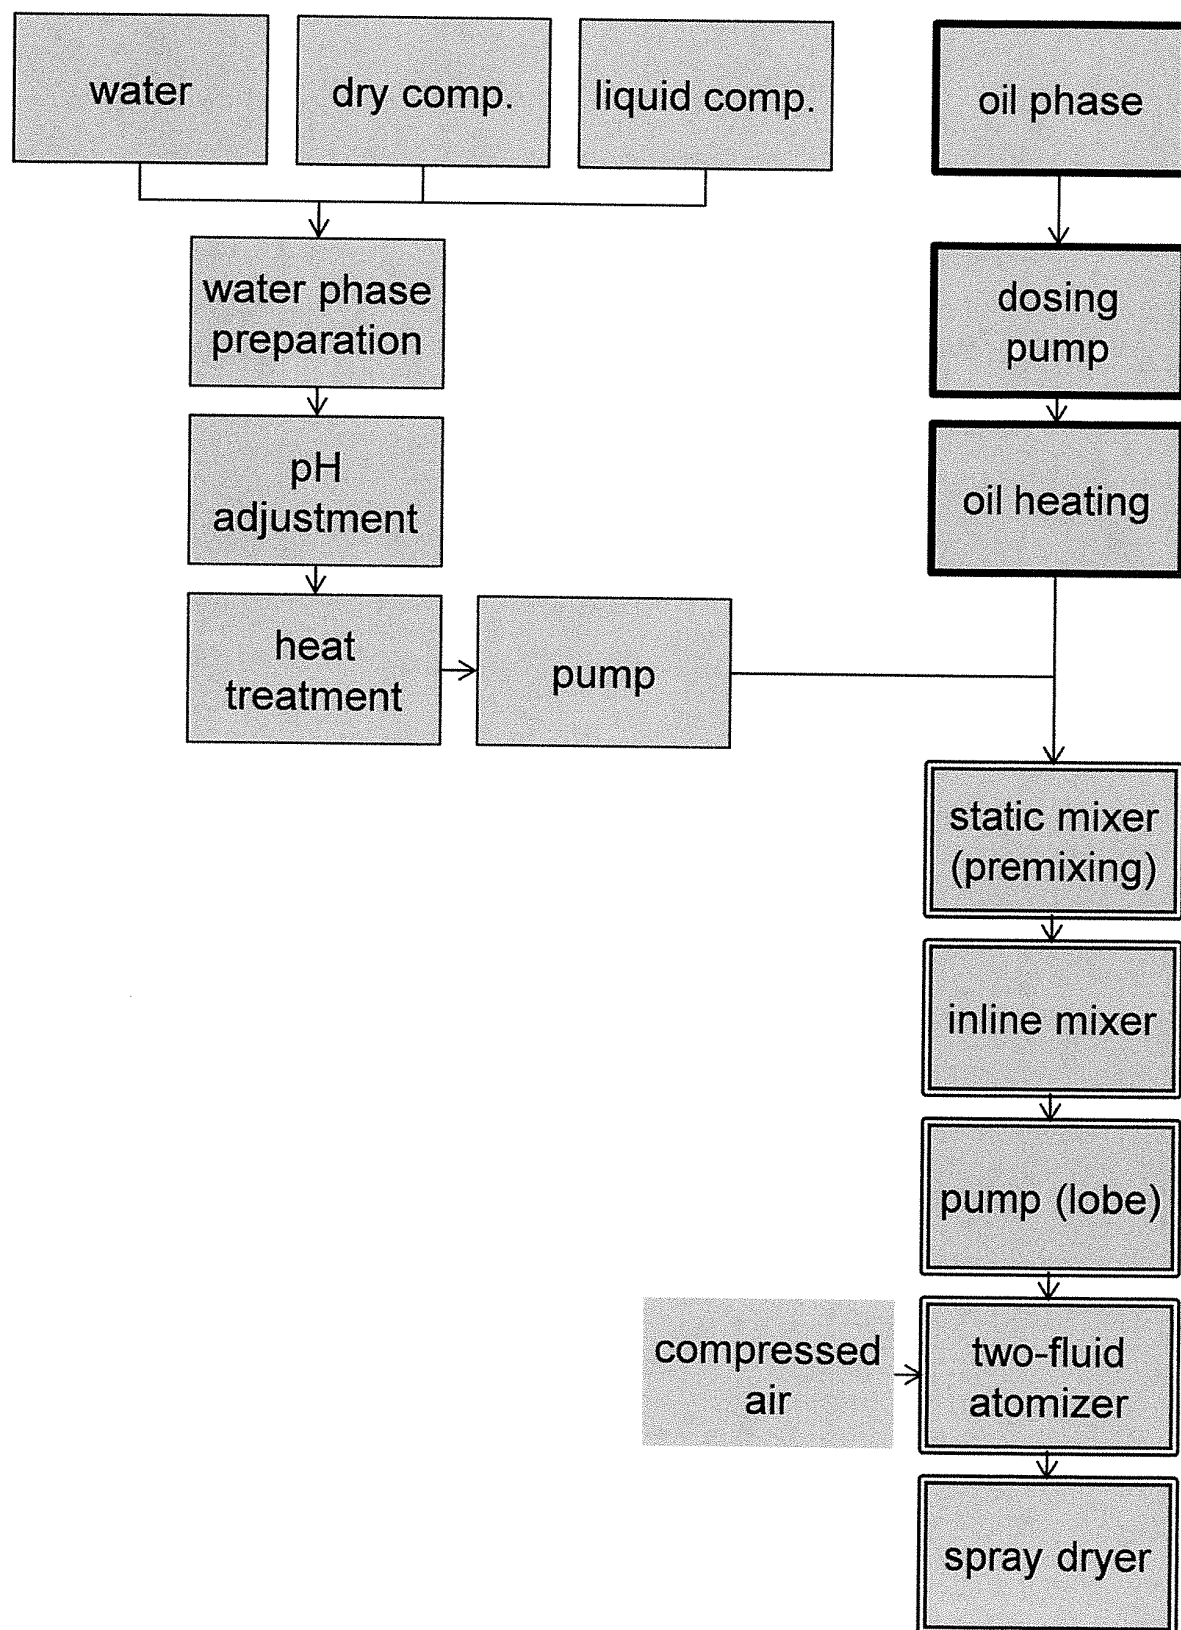 water
dry comp.
liquid comp.
oil phase
water phase
preparation
dosing
pump
pH
adjustment
oil heating
heat
treatment
pump
static mixer
(premixing)
inline mixer
pump (lobe)
compressed
air
two-fluid
atomizer
spray dryer